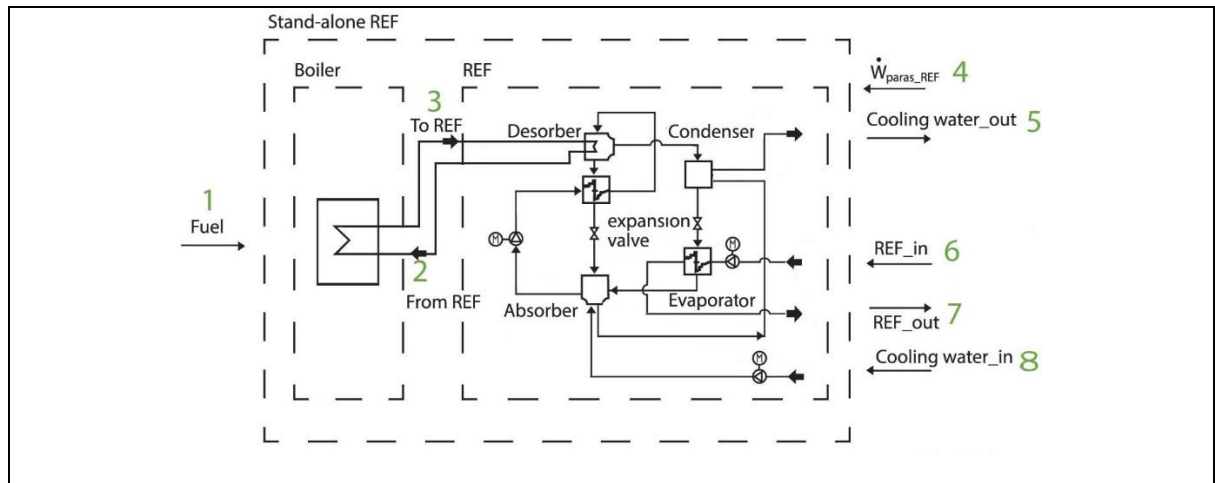 Stand-alone REF
Boiler
REF
3
To REF
Desorber
Condenser
Ẇparas_REF 4
Cooling water_out 5
1
Fuel
expansion
valve
M
M
REF_in 6
2
From REF
Absorber
Evaporator
REF_out 7
M
Cooling water_in 8